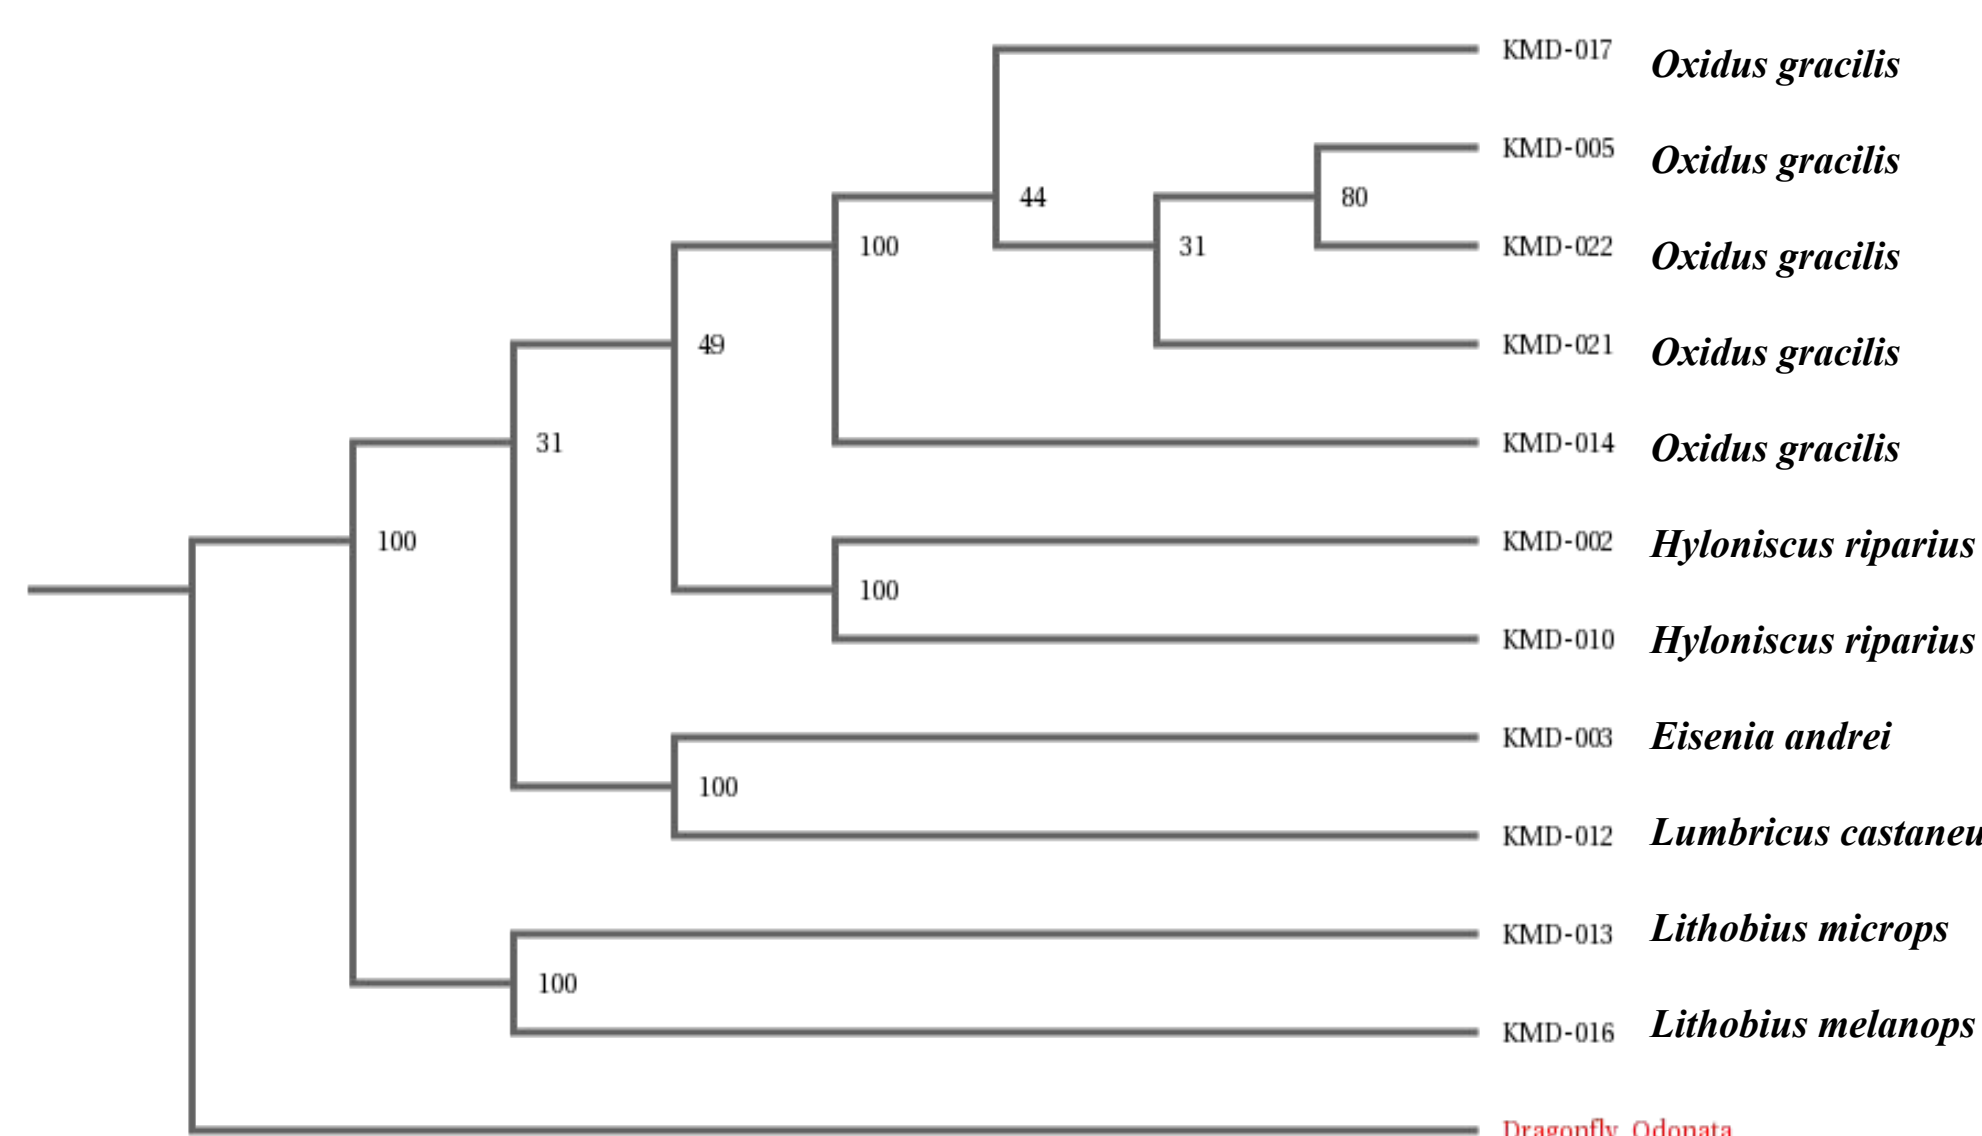 KMD-017 Oxidus gracilis
KMD-005 Oxidus gracilis
80
44
KMD-022 Oxidus gracilis
100
31
KMD-021 Oxidus gracilis
49
KMD-014 Oxidus gracilis
31
KMD-002 Hyloniscus riparius
100
100
KMD-010 Hyloniscus riparius
KMD-003 Eisenia andrei
100
KMD-012 Lumbricus castaneu
KMD-013 Lithobius microps
100
KMD-016 Lithobius melanops
Dragonfly Odonata